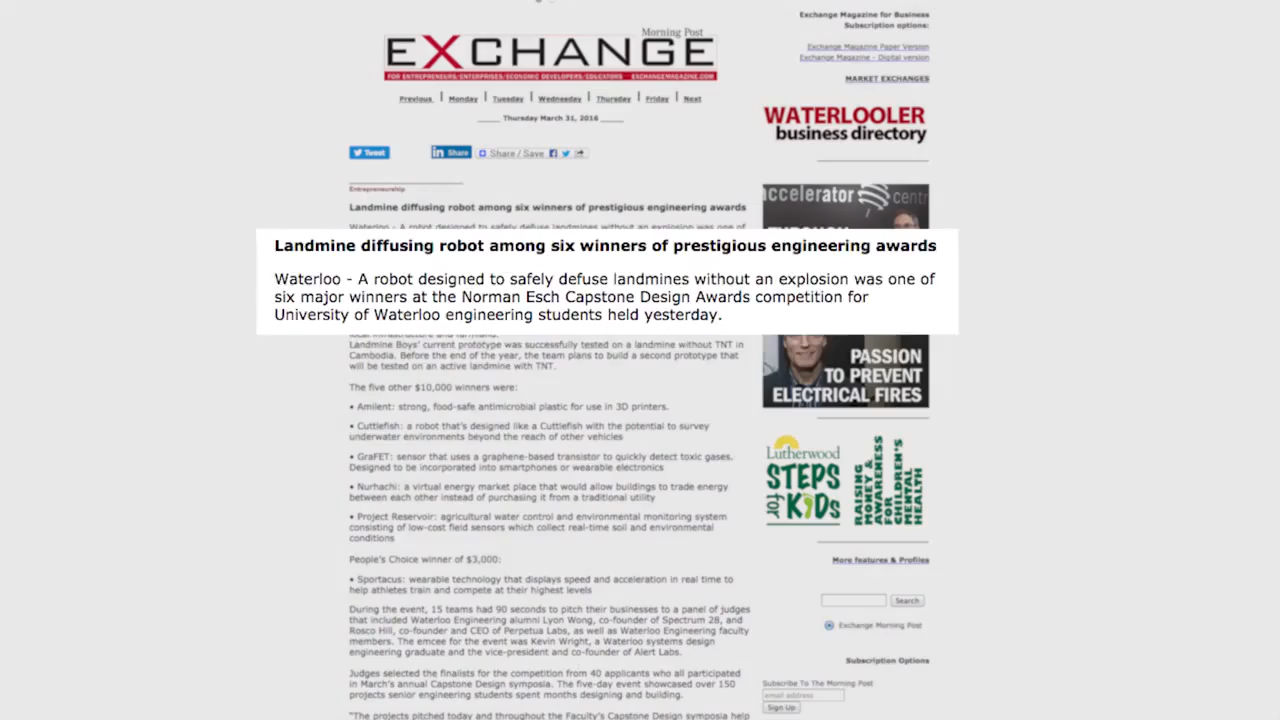 Exchange Magazine for Business
Subscription options:
Exchange Magazine Paper Version
Exchange Magazine - Digital version
MARKET EXCHANGES
Morning Post
EXCHANGE
FOR ENTREPRENEURS/ENTERPRISES/ECONOMIC DEVELOPERS/EDUCATORS EXCHANGEMAGAZINE.COM
Previous | Monday | Tuesday | Wednesday | Thursday | Friday | Next
Thursday March 31, 2016
Tweet
in Share
Share / Save
WATERLOOLER
business directory
Entrepreneurship
Landmine diffusing robot among six winners of prestigious engineering awards
Waterloo - A robot designed to safely defuse landmines without an explosion was one of
accelerator centr
Landmine diffusing robot among six winners of prestigious engineering awards
Waterloo - A robot designed to safely defuse landmines without an explosion was one of
six major winners at the Norman Esch Capstone Design Awards competition for
University of Waterloo engineering students held yesterday.
Landmine Boys' current prototype was successfully tested on a landmine without TNT in
Cambodia. Before the end of the year, the team plans to build a second prototype that
will be tested on an active landmine with TNT.
The five other $10,000 winners were:
• Amilent: strong, food-safe antimicrobial plastic for use in 3D printers.
• Cuttlefish: a robot that's designed like a Cuttlefish with the potential to survey
underwater environments beyond the reach of other vehicles
• GraFET: sensor that uses a graphene-based transistor to quickly detect toxic gases.
Designed to be incorporated into smartphones or wearable electronics
• Nurhachi: a virtual energy market place that would allow buildings to trade energy
between each other instead of purchasing it from a traditional utility
• Project Reservoir: agricultural water control and environmental monitoring system
consisting of low-cost field sensors which collect real-time soil and environmental
conditions
People's Choice winner of $3,000:
• Sportacus: wearable technology that displays speed and acceleration in real time to
help athletes train and compete at their highest levels
During the event, 15 teams had 90 seconds to pitch their businesses to a panel of judges
that included Waterloo Engineering alumni Lyon Wong, co-founder of Spectrum 28, and
Rosco Hill, co-founder and CEO of Perpetua Labs, as well as Waterloo Engineering faculty
members. The emcee for the event was Kevin Wright, a Waterloo systems design
engineering graduate and the vice-president and co-founder of Alert Labs.
Judges selected the finalists for the competition from 40 applicants who all participated
in March's annual Capstone Design symposia. The five-day event showcased over 150
projects senior engineering students spent months designing and building.
"The projects pitched today and throughout the Faculty's Capstone Design symposia help
PASSION
TO PREVENT
ELECTRICAL FIRES
Lutherwood
STEPS
for
KiDs
RAISING
MONEY &
AWARENESS
FOR
CHILDREN'S
MENTAL
HEALTH
More features & Profiles
Search
Exchange Morning Post
Subscription Options
Subscribe To The Morning Post
email address
Sign Up